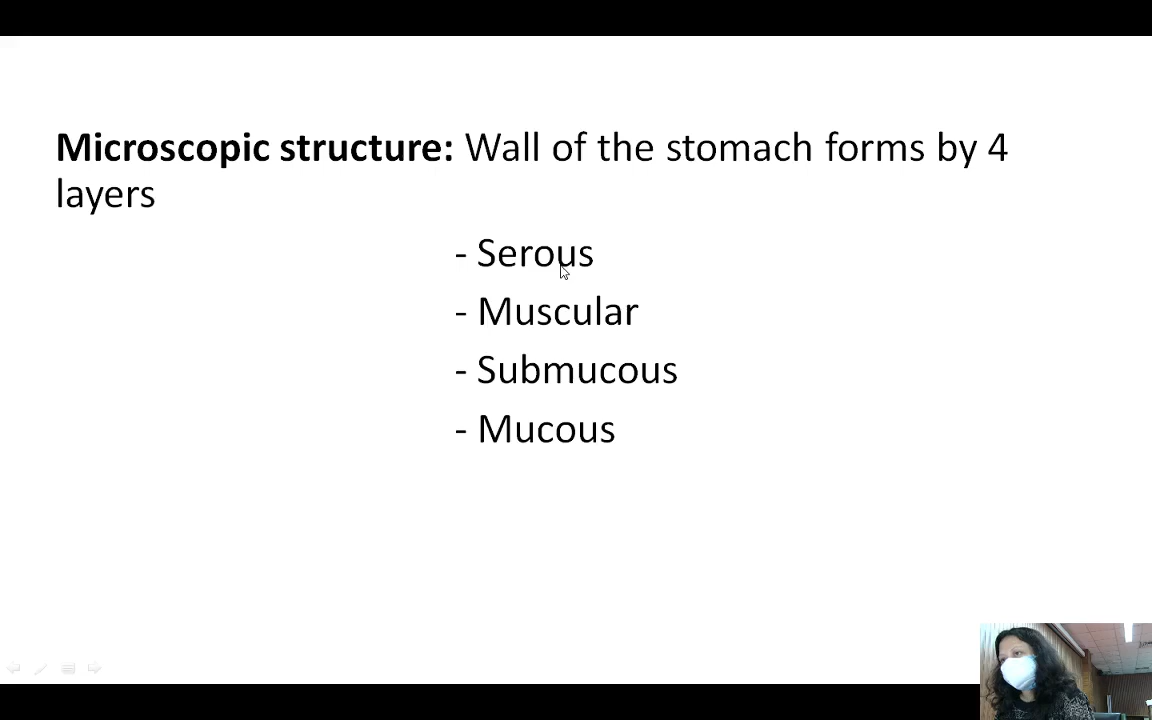 Microscopic structure: Wall of the stomach forms by 4
layers
- Serous
- Muscular
- Submucous
- Mucous